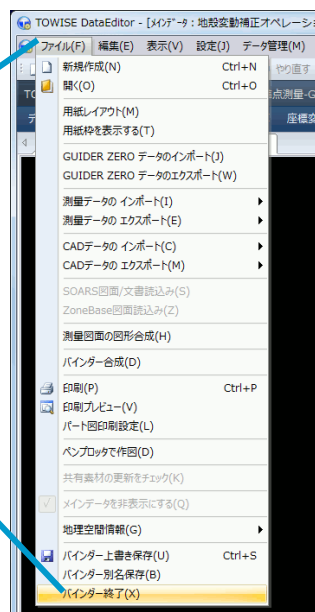 TOWISE DataEditor - [ﾒｲﾝﾃﾞｰﾀ : 地殻変動補正オペレーシ
ファイル(F) 編集(E) 表示(V) 設定(J) データ管理(M)
やり直す
新規作成(N) Ctrl+N
開く(O) Ctrl+O
点測量-G
座標変
用紙レイアウト(M)
用紙枠を表示する(T)
GUIDER ZERO データのインポート(J)
GUIDER ZERO データのエクスポート(W)
測量データの インポート(I)
測量データの エクスポート(E)
CADデータの インポート(C)
CADデータの エクスポート(M)
SOARS図面/文書読込み(S)
ZoneBase図面読込み(Z)
測量図面の図形合成(H)
バインダー合成(D)
印刷(P) Ctrl+P
印刷プレビュー(V)
パート図印刷設定(L)
ペンプロッタで作図(D)
共有素材の更新をチェック(K)
メインデータを非表示にする(Q)
地理空間情報(G)
バインダー上書き保存(U) Ctrl+S
バインダー別名保存(B)
バインダー終了(X)